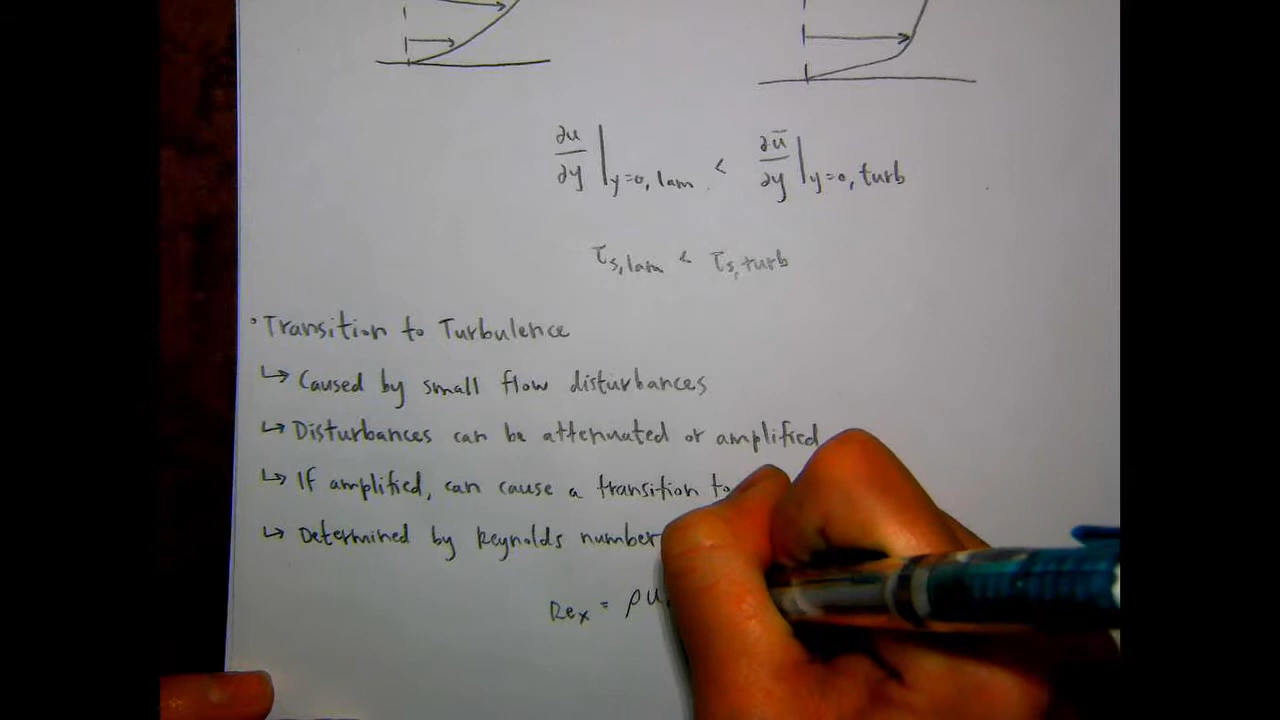 ∂u/∂y |y=0, lam < ∂ū/∂y |y=0, turb
τs,lam < τs,turb
• Transition to Turbulence
↳ Caused by small flow disturbances
↳ Disturbances can be attenuated or amplified
↳ If amplified, can cause a transition to
↳ Determined by Reynolds number
Rex = ρu